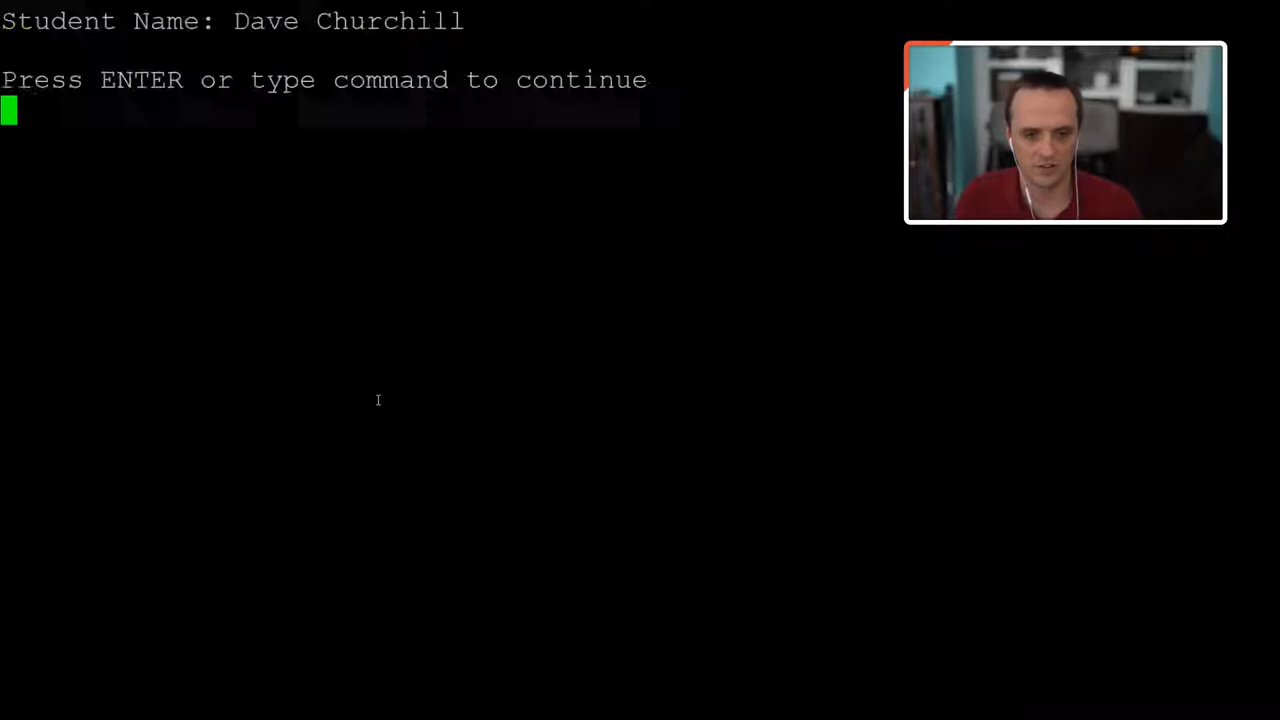 Student Name: Dave Churchill
Press ENTER or type command to continue